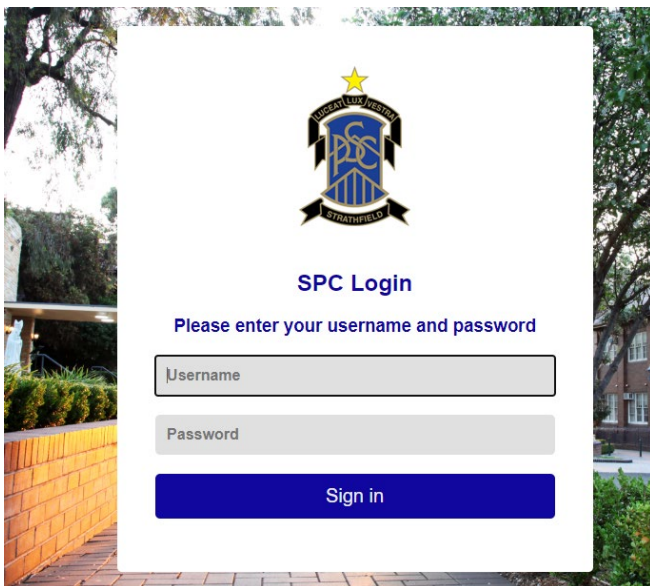 LUCEAT LUX VESTRA
SPC
STRATHFIELD
SPC Login
Please enter your username and password
Username
Password
Sign in